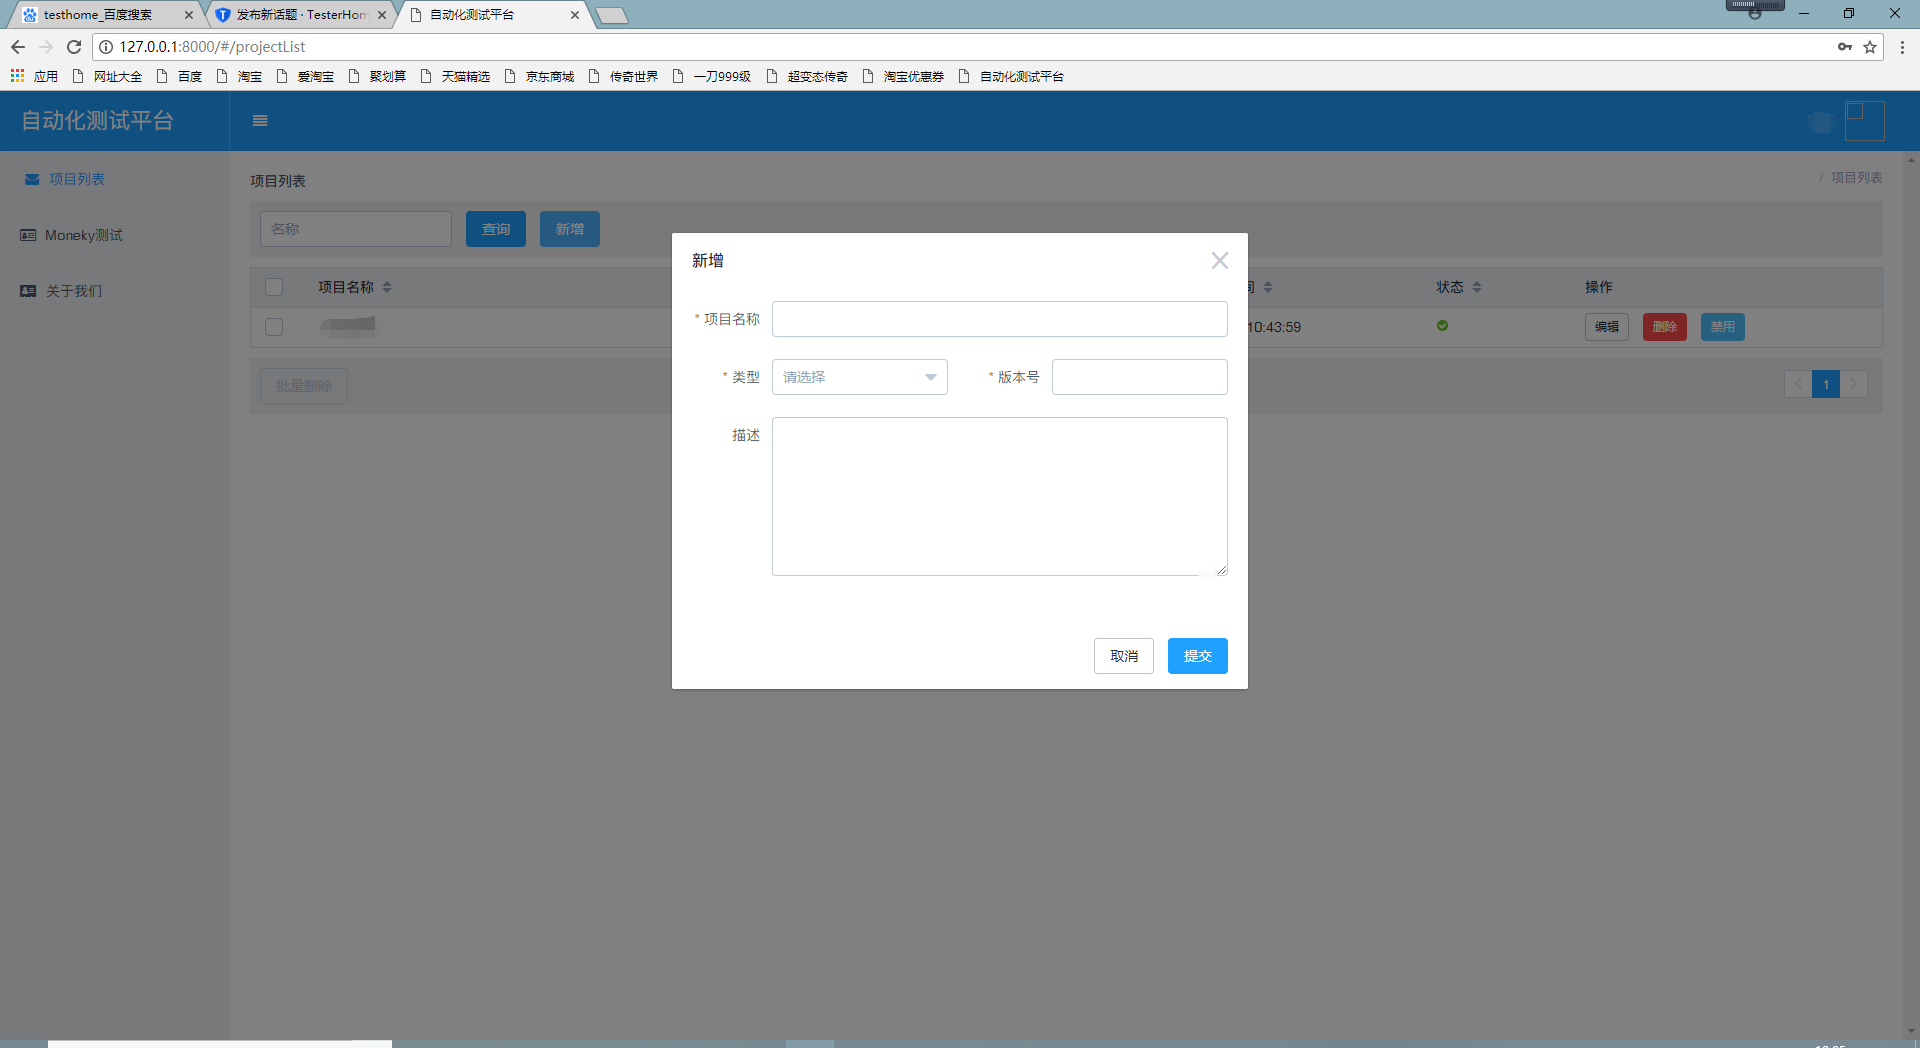 testhome_百度搜索
发布新话题 · TesterHom
自动化测试平台
127.0.0.1:8000/#/projectList
应用 网址大全 百度 淘宝 爱淘宝 聚划算 天猫精选 京东商城 传奇世界 一刀999级 超变态传奇 淘宝优惠券 自动化测试平台
自动化测试平台
项目列表
Moneky测试
关于我们
项目列表
/ 项目列表
名称 查询 新增
项目名称 间 状态 操作
10:43:59 编辑 删除 禁用
批量删除
1
新增
* 项目名称
* 类型 请选择 * 版本号
描述
取消 提交